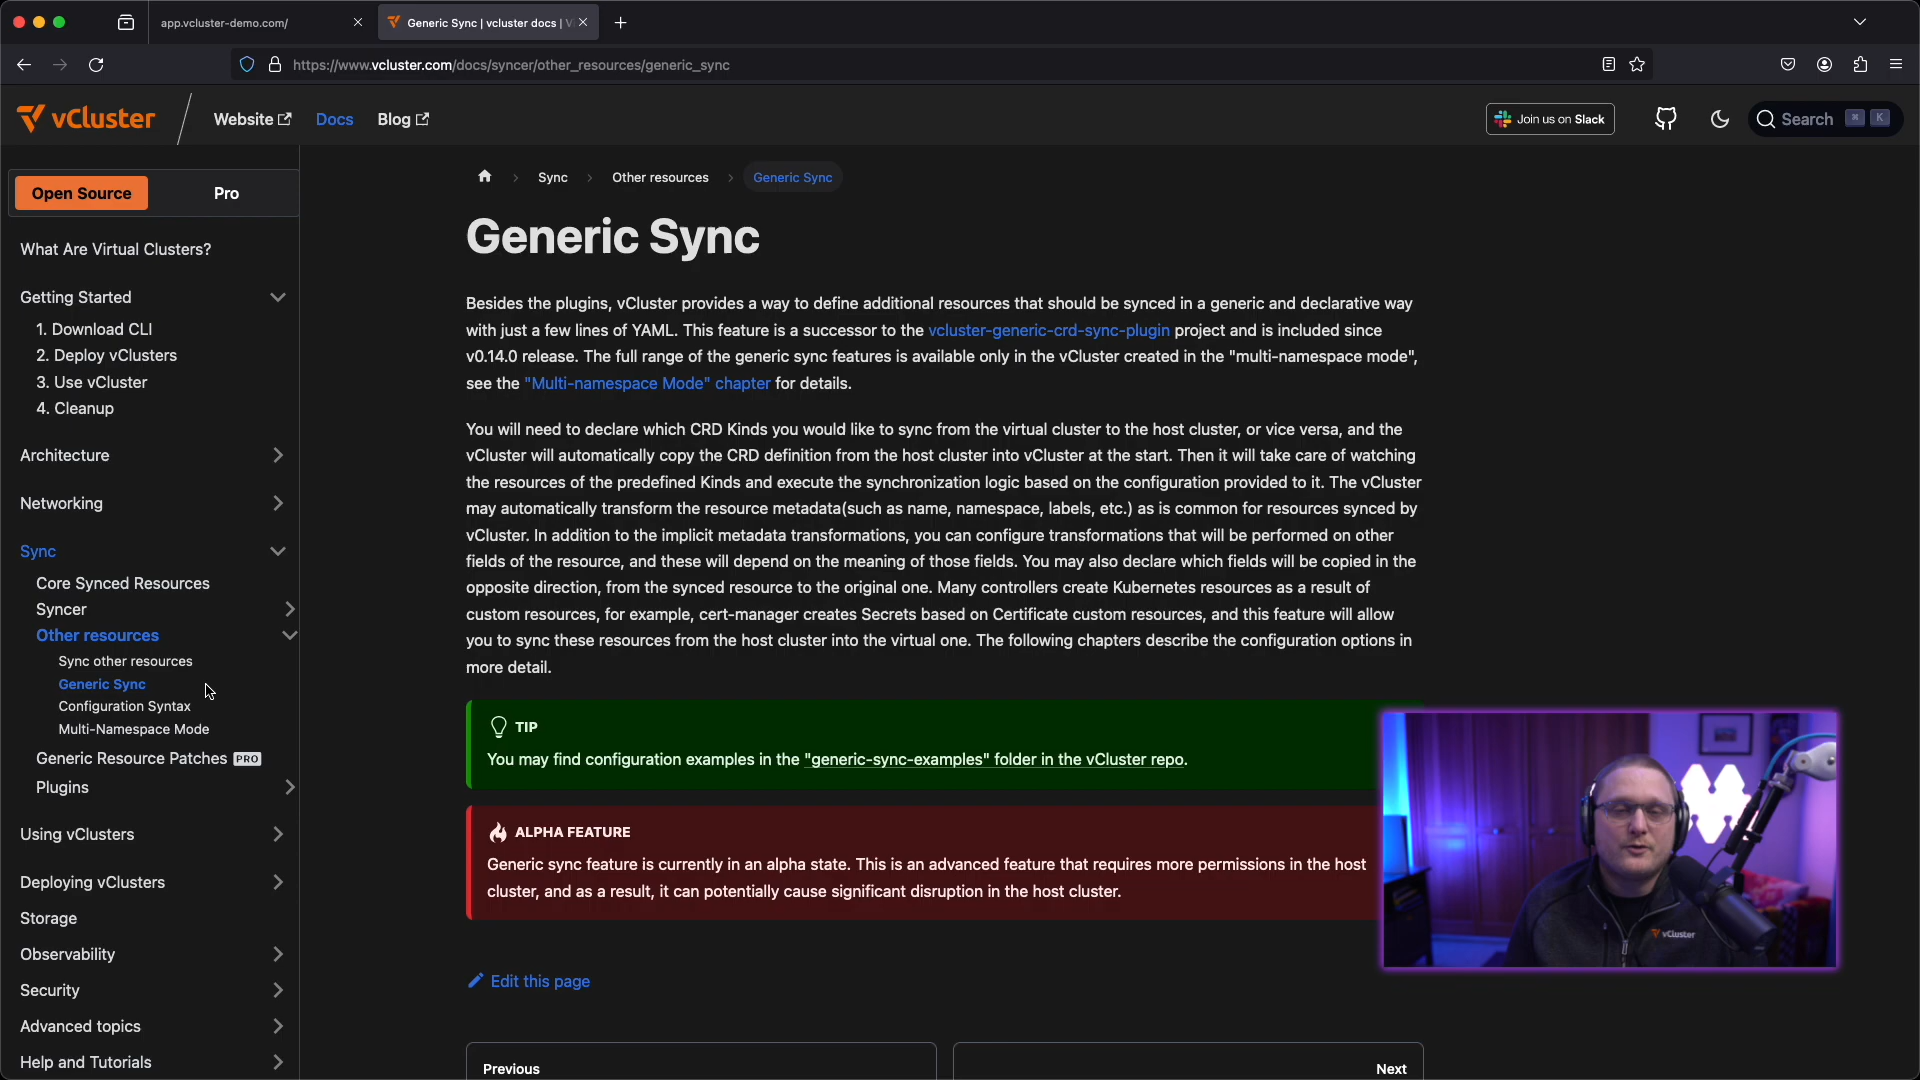 app.vcluster-demo.com/
Generic Sync | vcluster docs |
https://www.vcluster.com/docs/syncer/other_resources/generic_sync
vCluster
Website
Docs
Blog
Join us on Slack
Search ⌘ K
Open Source
Pro
What Are Virtual Clusters?
Getting Started
1. Download CLI
2. Deploy vClusters
3. Use vCluster
4. Cleanup
Architecture
Networking
Sync
Core Synced Resources
Syncer
Other resources
Sync other resources
Generic Sync
Configuration Syntax
Multi-Namespace Mode
Generic Resource Patches PRO
Plugins
Using vClusters
Deploying vClusters
Storage
Observability
Security
Advanced topics
Help and Tutorials
Sync
Other resources
Generic Sync
Generic Sync
Besides the plugins, vCluster provides a way to define additional resources that should be synced in a generic and declarative way
with just a few lines of YAML. This feature is a successor to the vcluster-generic-crd-sync-plugin project and is included since
v0.14.0 release. The full range of the generic sync features is available only in the vCluster created in the "multi-namespace mode",
see the "Multi-namespace Mode" chapter for details.
You will need to declare which CRD Kinds you would like to sync from the virtual cluster to the host cluster, or vice versa, and the
vCluster will automatically copy the CRD definition from the host cluster into vCluster at the start. Then it will take care of watching
the resources of the predefined Kinds and execute the synchronization logic based on the configuration provided to it. The vCluster
may automatically transform the resource metadata(such as name, namespace, labels, etc.) as is common for resources synced by
vCluster. In addition to the implicit metadata transformations, you can configure transformations that will be performed on other
fields of the resource, and these will depend on the meaning of those fields. You may also declare which fields will be copied in the
opposite direction, from the synced resource to the original one. Many controllers create Kubernetes resources as a result of
custom resources, for example, cert-manager creates Secrets based on Certificate custom resources, and this feature will allow
you to sync these resources from the host cluster into the virtual one. The following chapters describe the configuration options in
more detail.
TIP
You may find configuration examples in the "generic-sync-examples" folder in the vCluster repo.
ALPHA FEATURE
Generic sync feature is currently in an alpha state. This is an advanced feature that requires more permissions in the host
cluster, and as a result, it can potentially cause significant disruption in the host cluster.
vCluster
Edit this page
Previous
Next